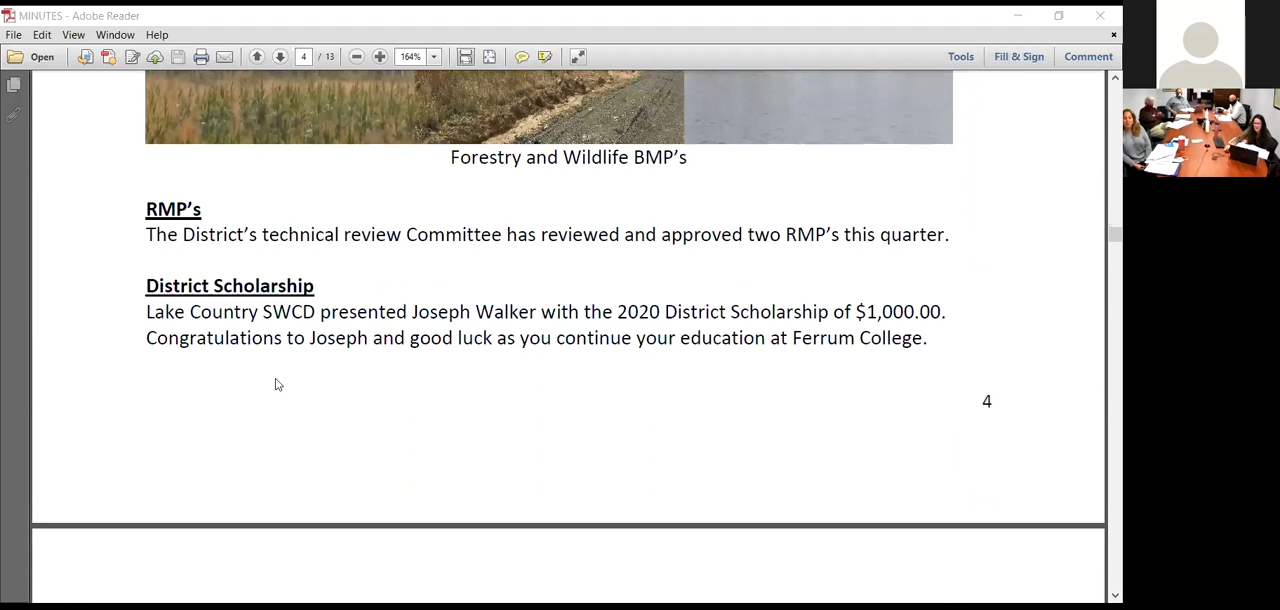 MINUTES - Adobe Reader
File Edit View Window Help
Open 4 / 13 164% Tools Fill & Sign Comment
Forestry and Wildlife BMP's
RMP's
The District's technical review Committee has reviewed and approved two RMP's this quarter.
District Scholarship
Lake Country SWCD presented Joseph Walker with the 2020 District Scholarship of $1,000.00.
Congratulations to Joseph and good luck as you continue your education at Ferrum College.
4